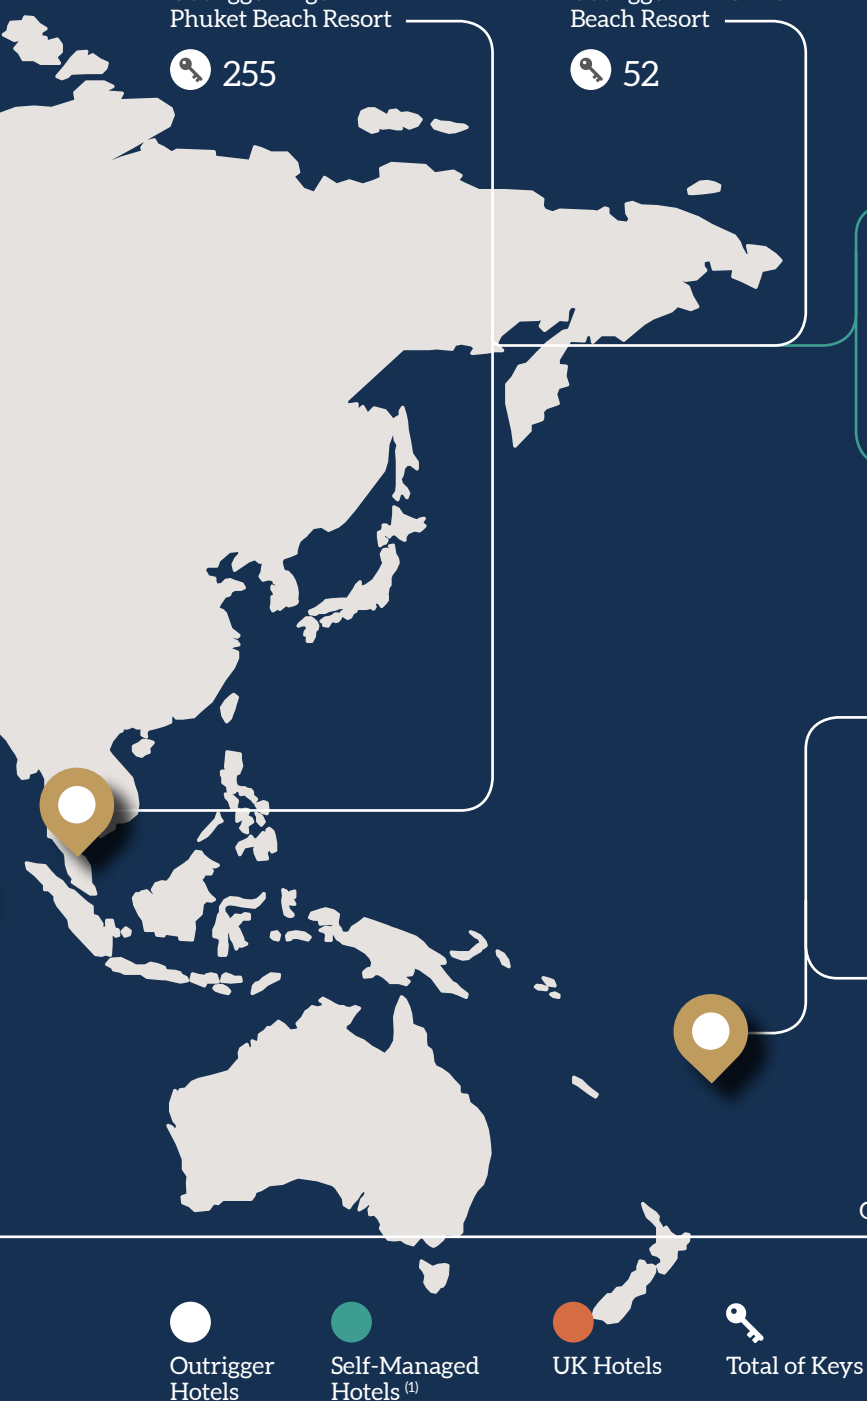 Phuket Beach Resort
255
Beach Resort
52
Outrigger
Hotels
Self-Managed
Hotels (1)
UK Hotels
Total of Keys